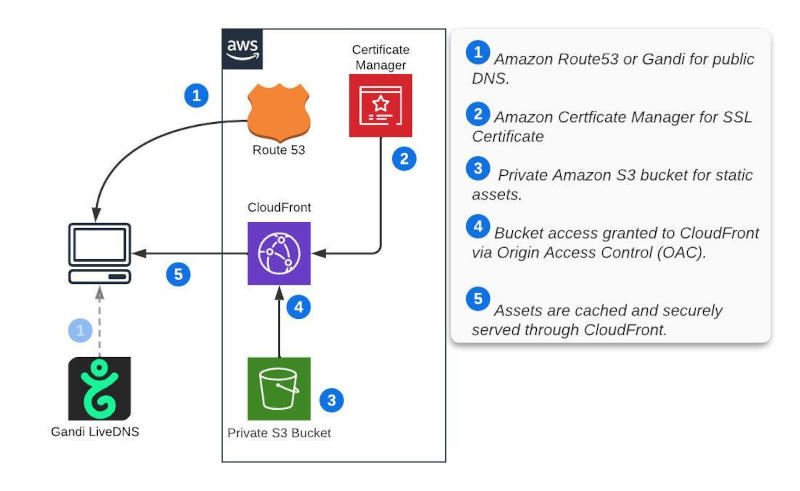 aws
Certificate
Manager
1
Route 53
2
CloudFront
5
4
1
3
Gandi LiveDNS
Private S3 Bucket
1 Amazon Route53 or Gandi for public
DNS.
2 Amazon Certficate Manager for SSL
Certificate
3 Private Amazon S3 bucket for static
assets.
4 Bucket access granted to CloudFront
via Origin Access Control (OAC).
5 Assets are cached and securely
served through CloudFront.